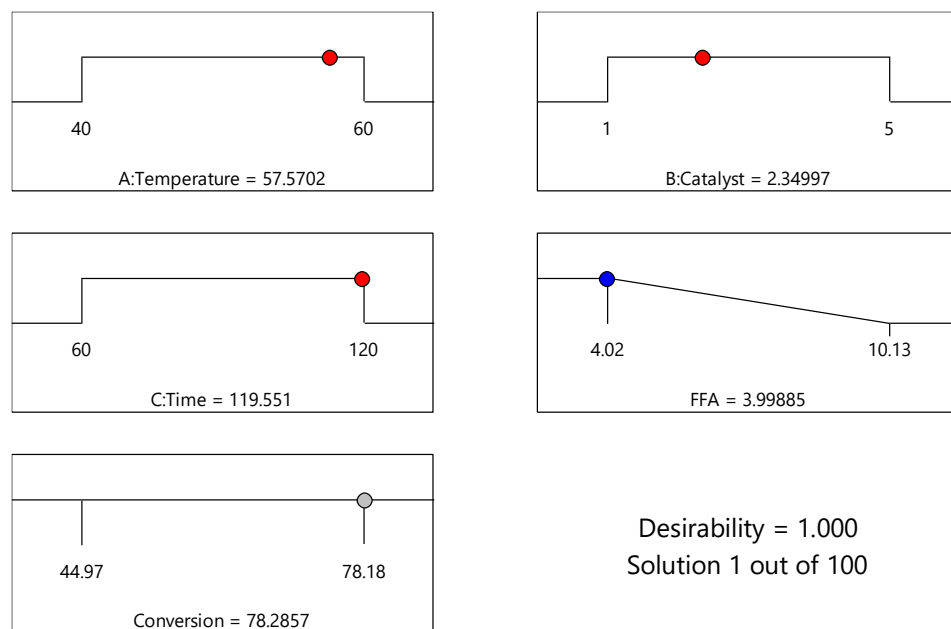 40 60
A:Temperature = 57.5702
1 5
B:Catalyst = 2.34997
60 120
C:Time = 119.551
4.02 10.13
FFA = 3.99885
44.97 78.18
Conversion = 78.2857
Desirability = 1.000
Solution 1 out of 100